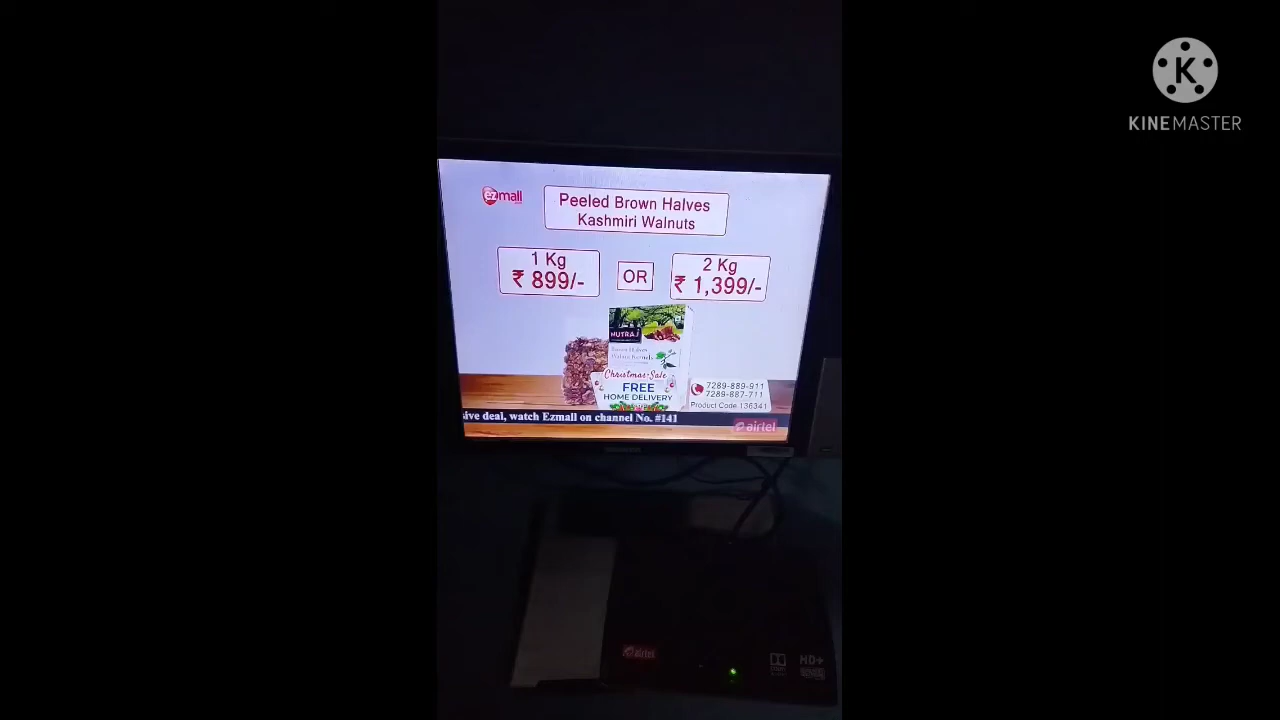 KINEMASTER
ezmall
Peeled Brown Halves
Kashmiri Walnuts
1 Kg
₹ 899/-
OR
2 Kg
₹ 1,399/-
NUTRAJ
Christmas Sale
FREE
HOME DELIVERY
7289-889-911
7289-887-711
Product Code 136341
sive deal, watch Ezmall on channel No. #141
airtel
airtel
HD+